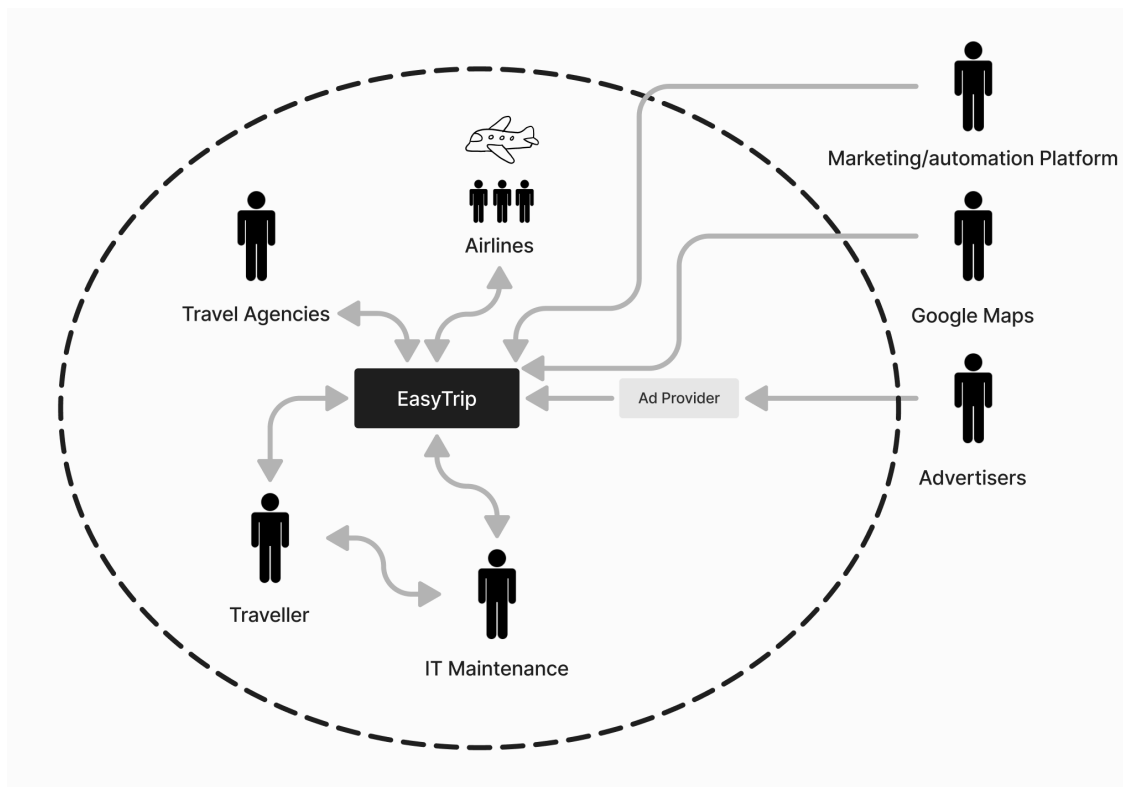 Marketing/automation Platform
Airlines
Travel Agencies
Google Maps
EasyTrip
Ad Provider
Advertisers
Traveller
IT Maintenance